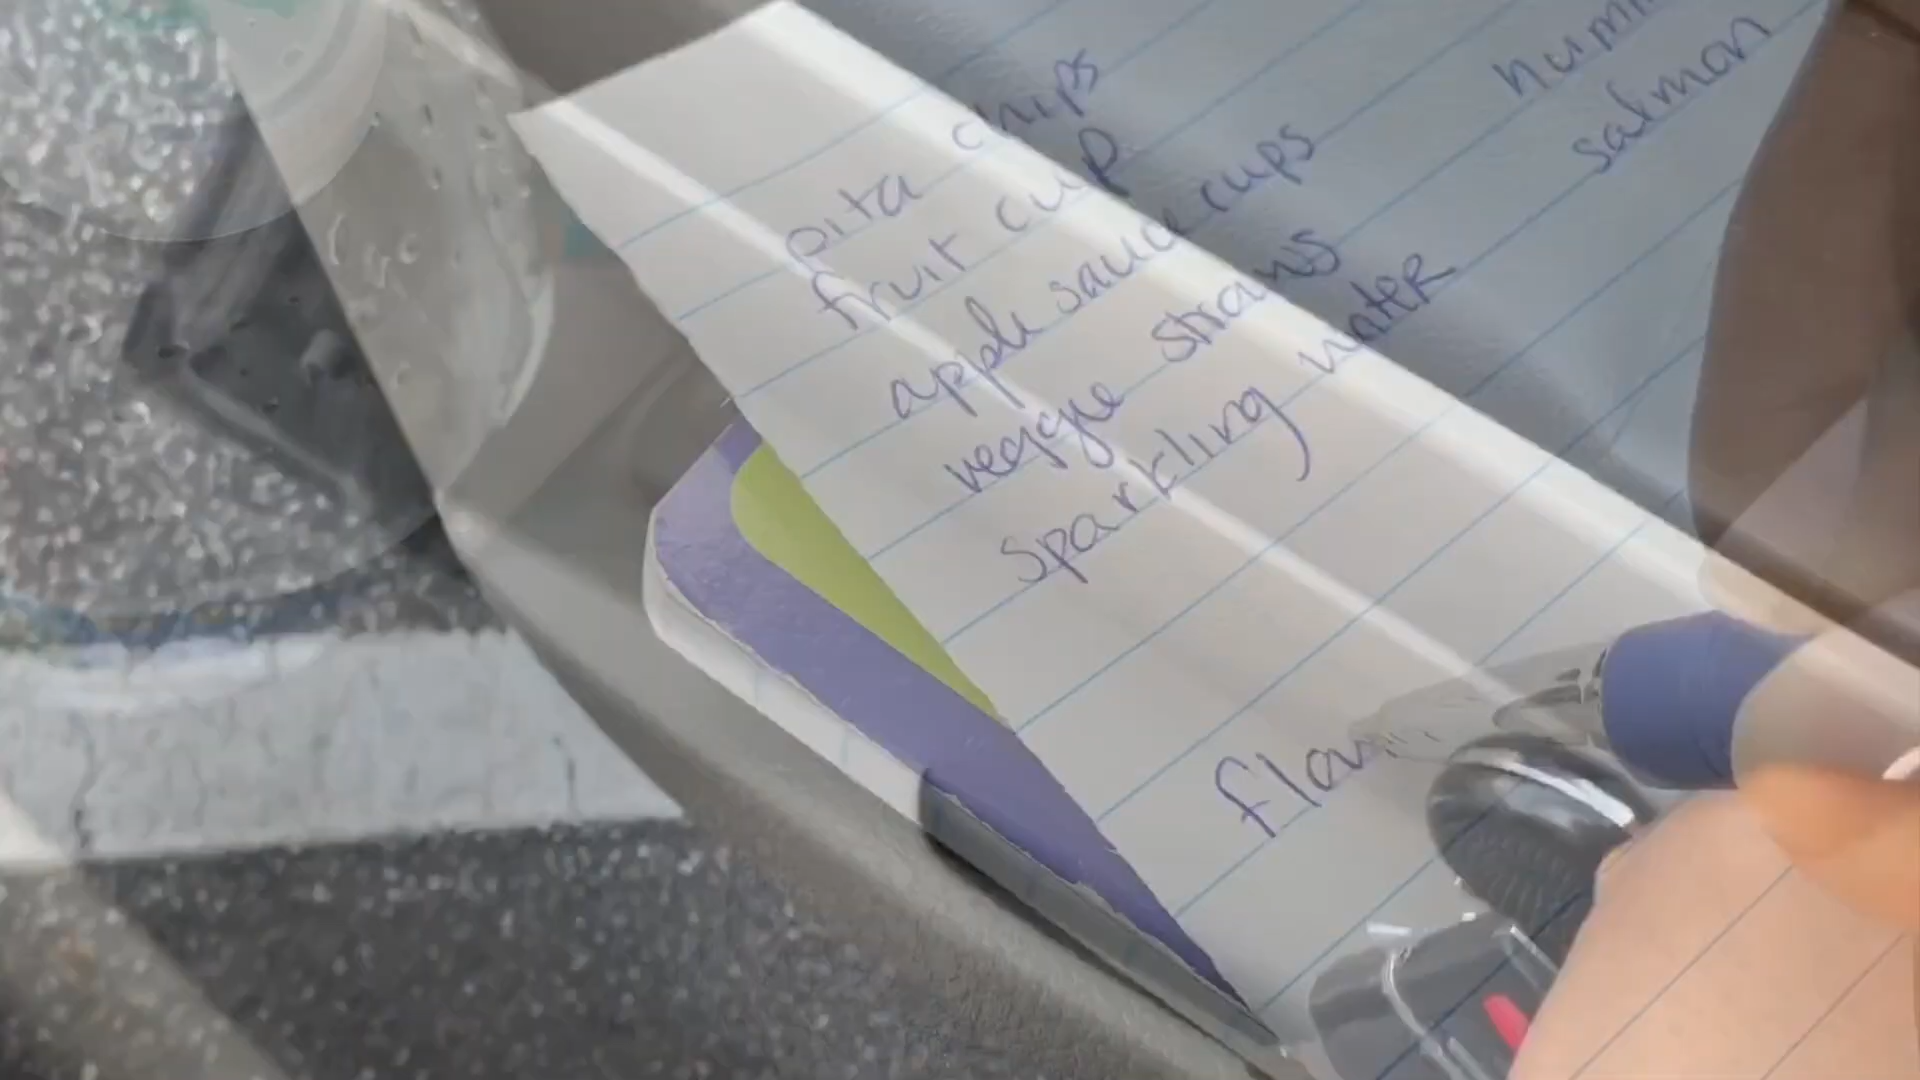 pita chips
fruit cup
apple sauce cups
veggie straws
sparkling water
salmon